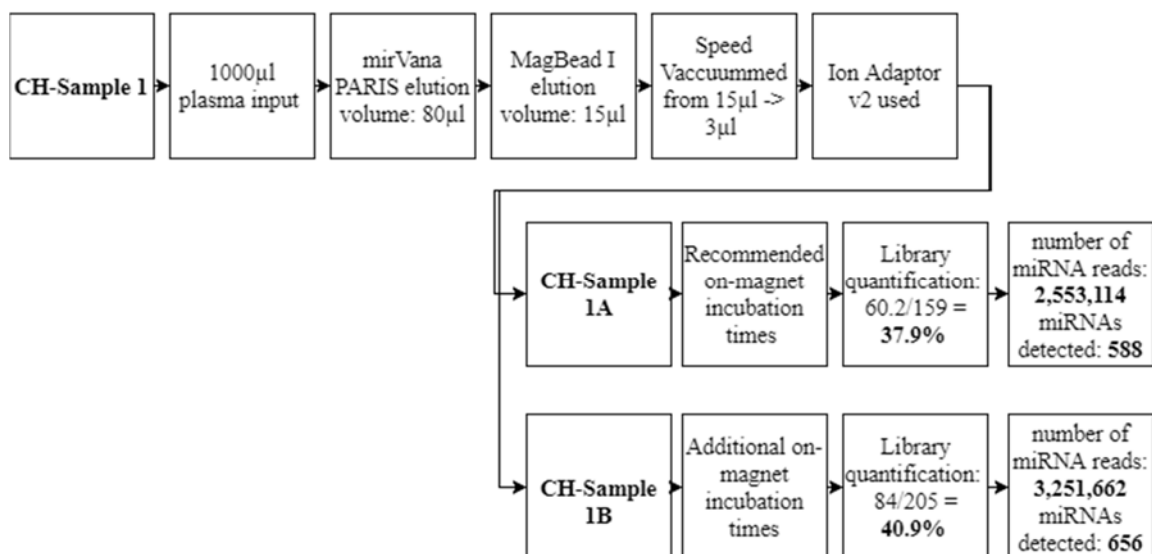 CH-Sample 1
1000µl
plasma input
mirVana
PARIS elution
volume: 80µl
MagBead I
elution
volume: 15µl
Speed
Vaccuummed
from 15µl ->
3µl
Ion Adaptor
v2 used
CH-Sample
1A
Recommended
on-magnet
incubation
times
Library
quantification:
60.2/159 =
37.9%
number of
miRNA reads:
2,553,114
miRNAs
detected: 588
CH-Sample
1B
Additional on-
magnet
incubation
times
Library
quantification:
84/205 =
40.9%
number of
miRNA reads:
3,251,662
miRNAs
detected: 656